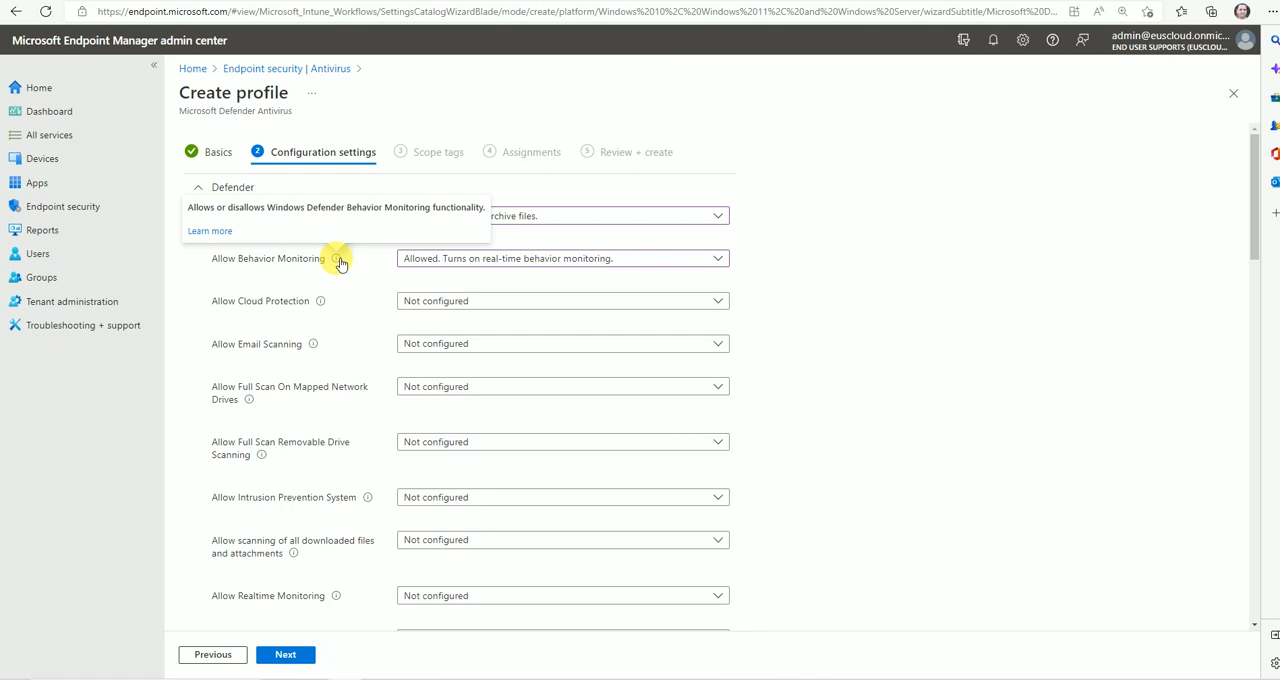 https://endpoint.microsoft.com/#view/Microsoft_Intune_Workflows/SettingsCatalogWizardBlade/mode/create/platform/Windows%2010%2C%20Windows%2011%2C%20and%20Windows%20Server/wizardSubtitle/Microsoft%20D...
Microsoft Endpoint Manager admin center
admin@euscloud.onmic...
END USER SUPPORTS (EUSCLOU...
Home
Dashboard
All services
Devices
Apps
Endpoint security
Reports
Users
Groups
Tenant administration
Troubleshooting + support
Home > Endpoint security | Antivirus >
Create profile ...
Microsoft Defender Antivirus
Basics
2 Configuration settings
3 Scope tags
4 Assignments
5 Review + create
Defender
Allows or disallows Windows Defender Behavior Monitoring functionality.
Learn more
rchive files.
Allow Behavior Monitoring
Allowed. Turns on real-time behavior monitoring.
Allow Cloud Protection
Not configured
Allow Email Scanning
Not configured
Allow Full Scan On Mapped Network
Drives
Not configured
Allow Full Scan Removable Drive
Scanning
Not configured
Allow Intrusion Prevention System
Not configured
Allow scanning of all downloaded files
and attachments
Not configured
Allow Realtime Monitoring
Not configured
Previous
Next